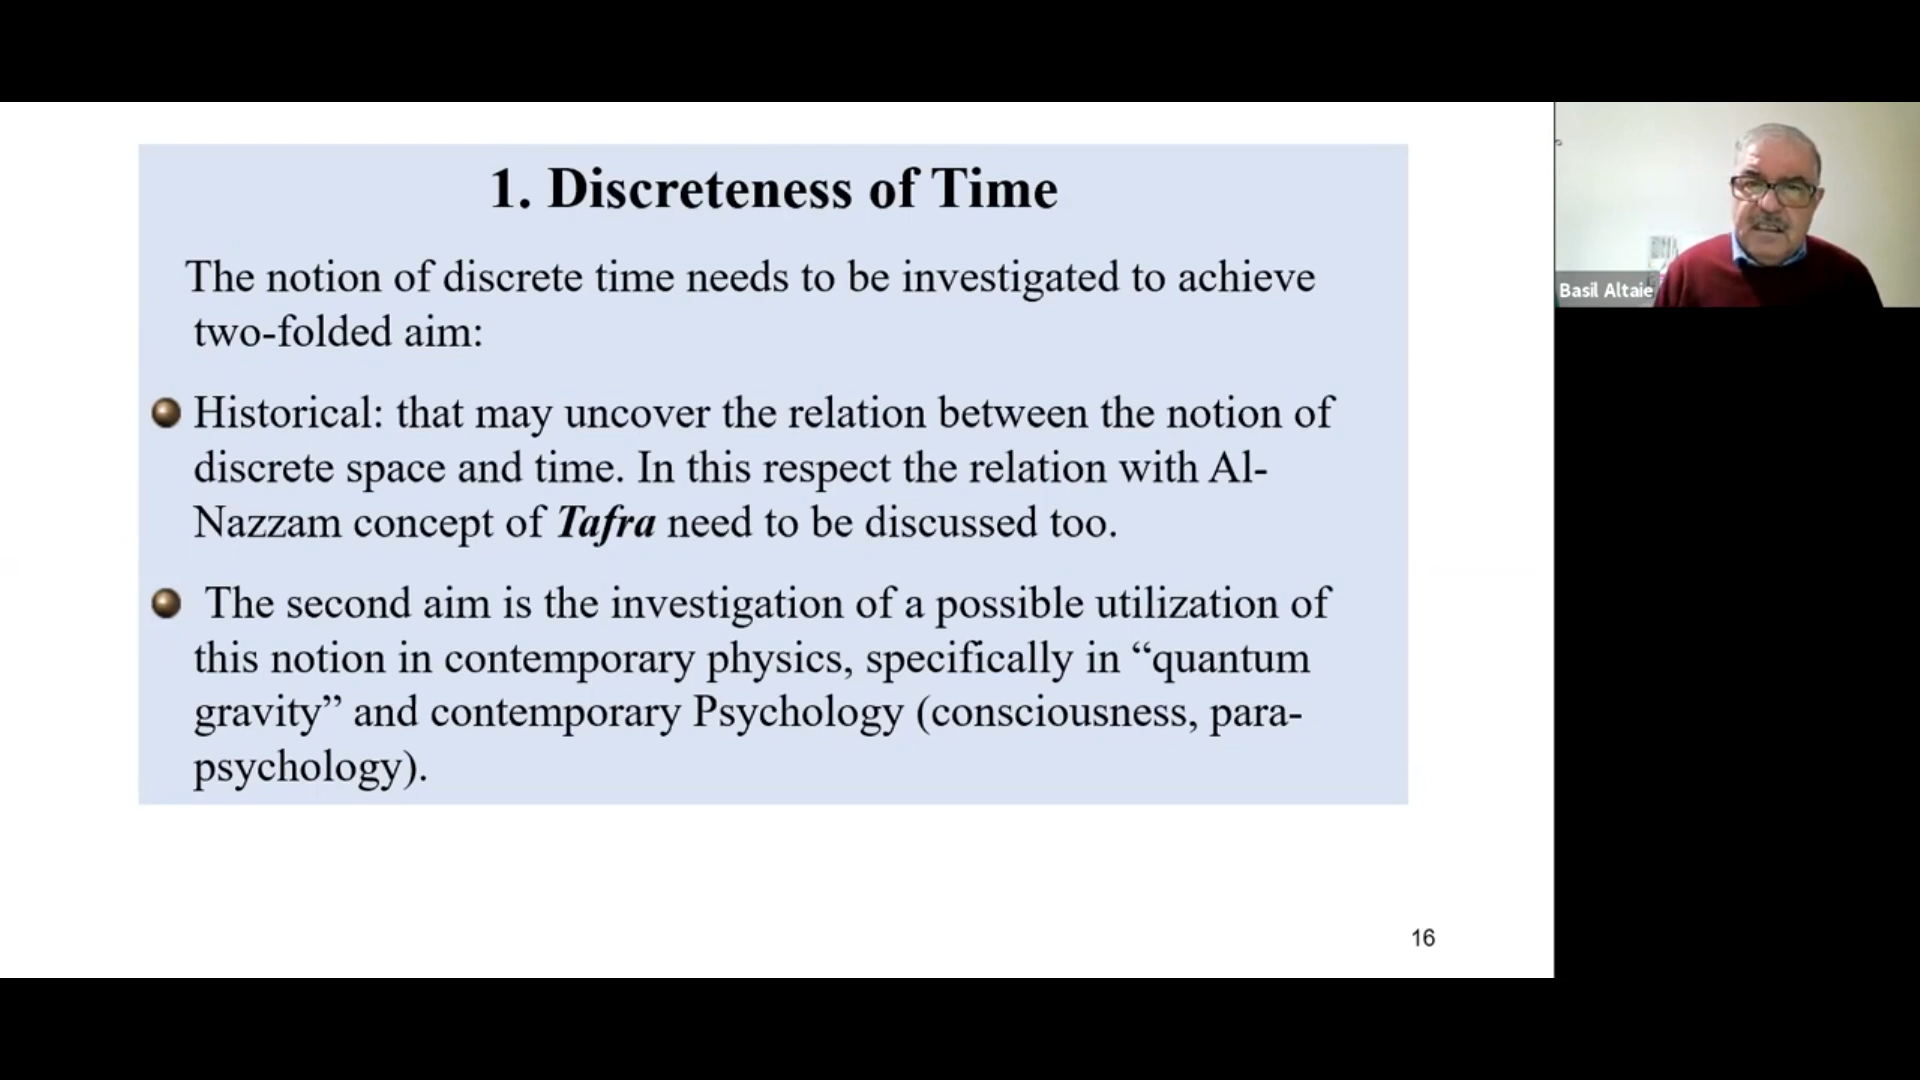 1. Discreteness of Time
The notion of discrete time needs to be investigated to achieve
two-folded aim:
Historical: that may uncover the relation between the notion of
discrete space and time. In this respect the relation with Al-
Nazzam concept of Tafra need to be discussed too.
The second aim is the investigation of a possible utilization of
this notion in contemporary physics, specifically in “quantum
gravity” and contemporary Psychology (consciousness, para-
psychology).
16
Basil Altaie